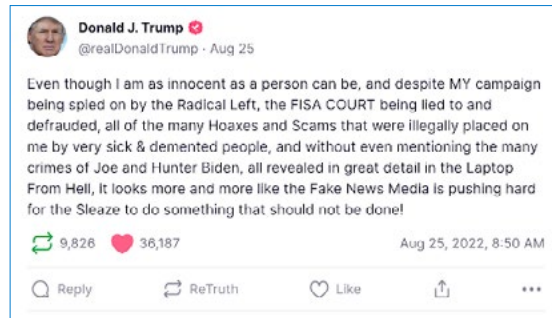 Donald J. Trump
@realDonaldTrump · Aug 25
Even though I am as innocent as a person can be, and despite MY campaign
being spied on by the Radical Left, the FISA COURT being lied to and
defrauded, all of the many Hoaxes and Scams that were illegally placed on
me by very sick & demented people, and without even mentioning the many
crimes of Joe and Hunter Biden, all revealed in great detail in the Laptop
From Hell, it looks more and more like the Fake News Media is pushing hard
for the Sleaze to do something that should not be done!
9,826 36,187 Aug 25, 2022, 8:50 AM
Reply ReTruth Like